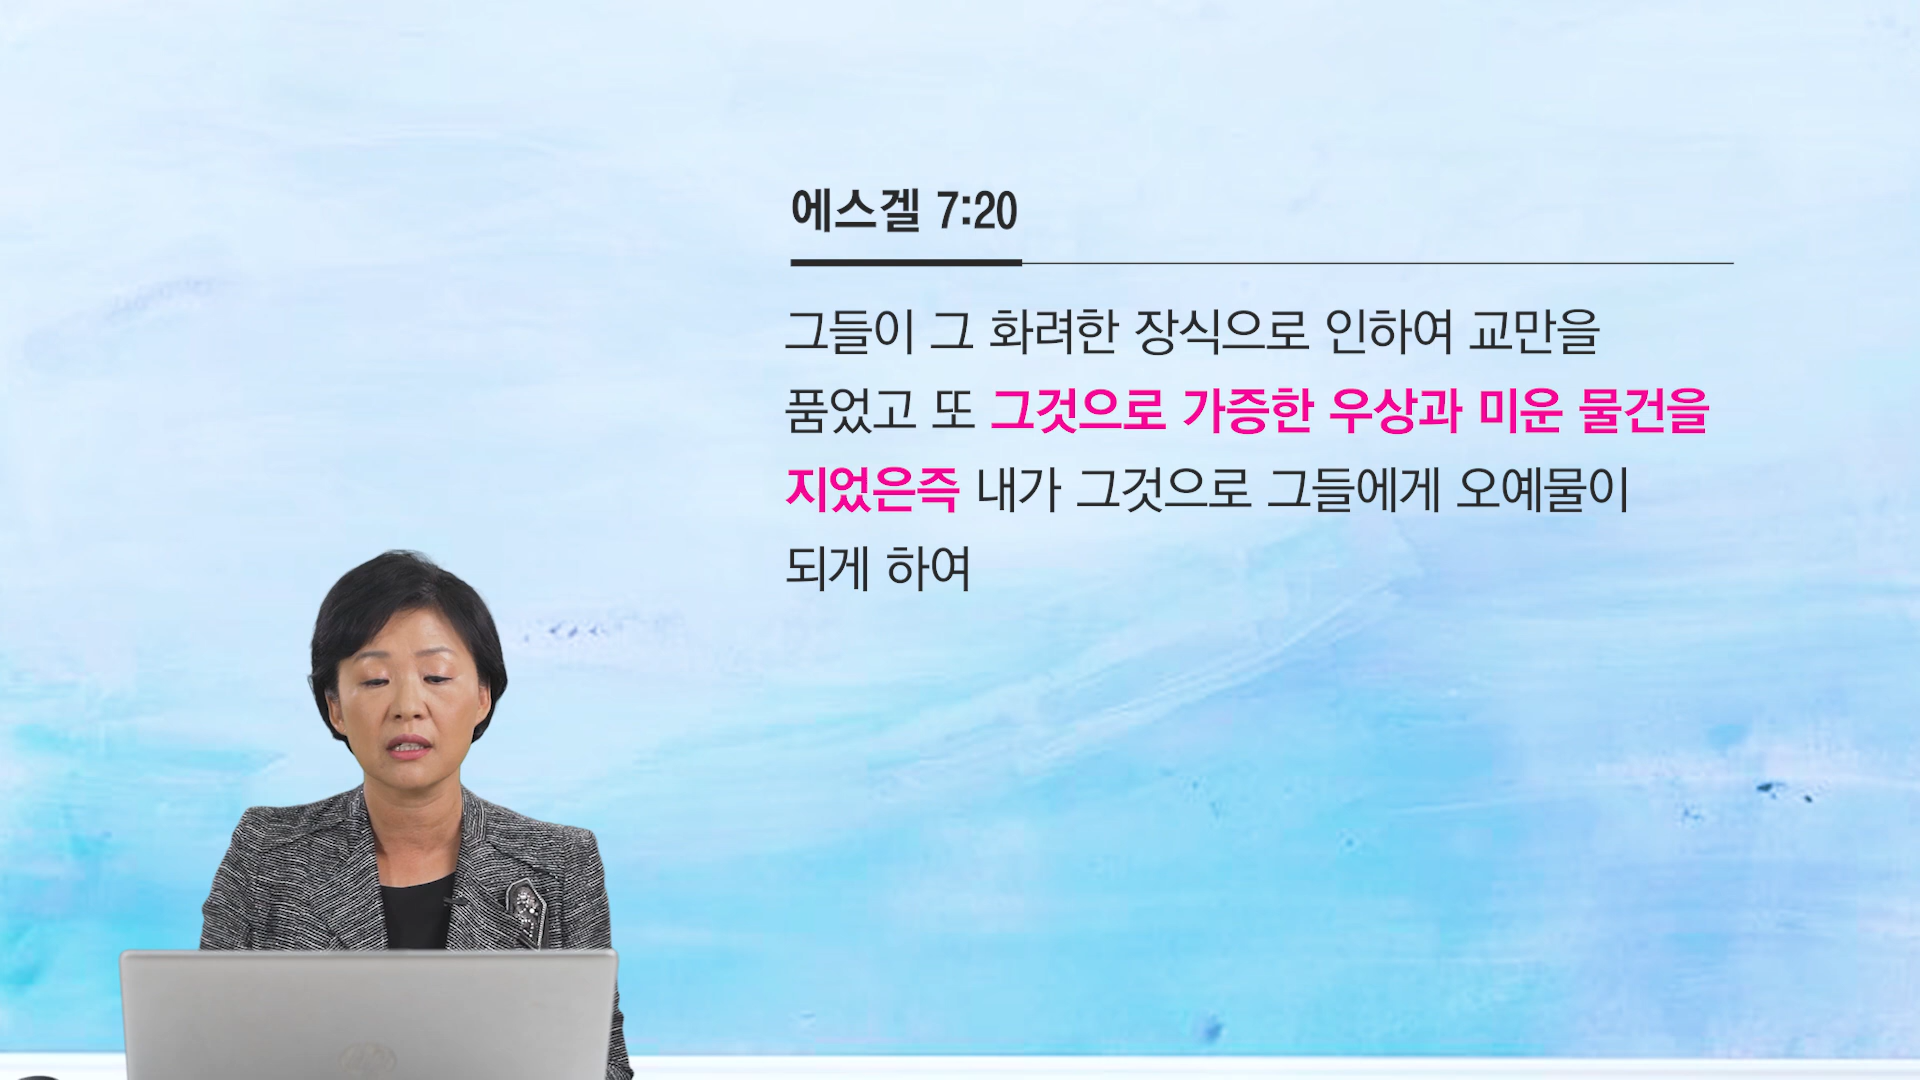 에스겔 7:20
그들이 그 화려한 장식으로 인하여 교만을
품었고 또 그것으로 가증한 우상과 미운 물건을
지었은즉 내가 그것으로 그들에게 오예물이
되게 하여